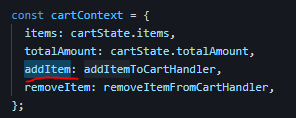 const cartContext = {
items: cartState.items,
totalAmount: cartState.totalAmount,
addItem: addItemToCartHandler,
removeItem: removeItemFromCartHandler,
};